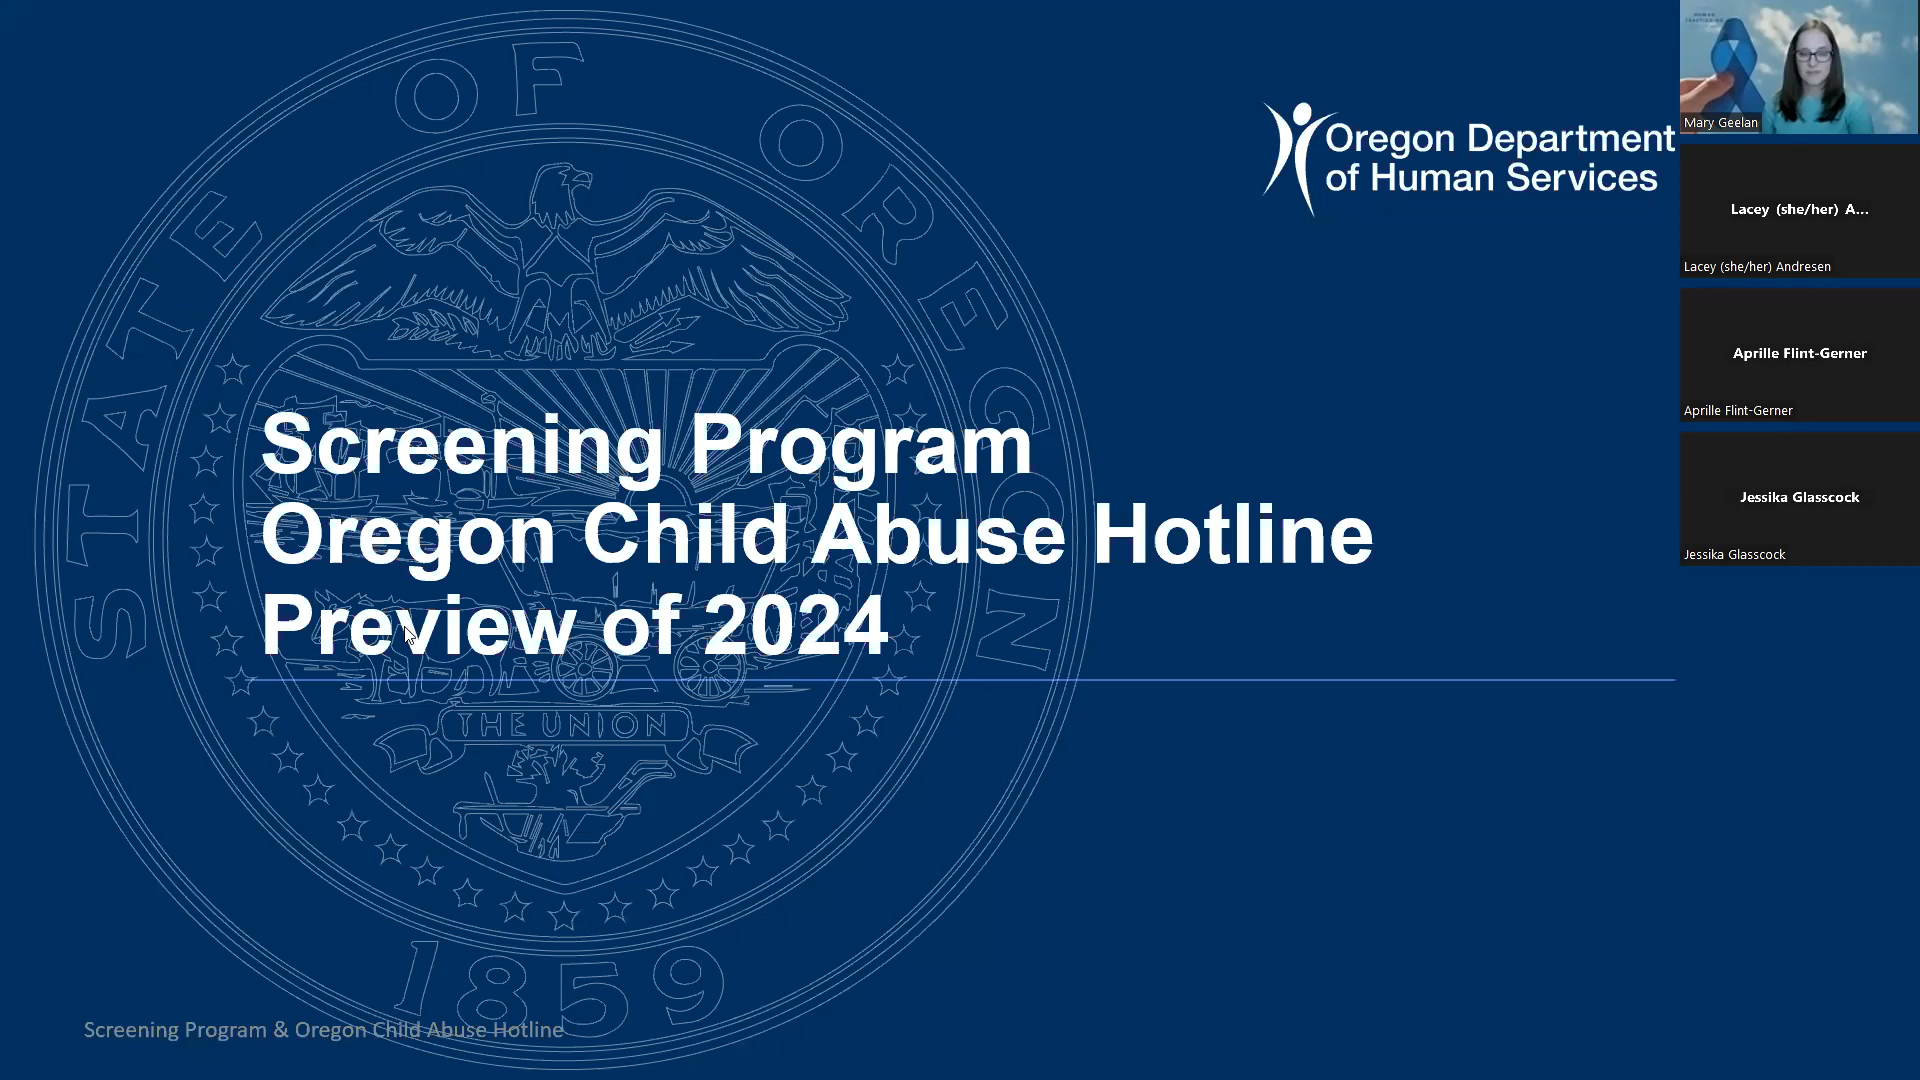 STATE OF OREGON
THE UNION
1859
Oregon Department
of Human Services
Screening Program
Oregon Child Abuse Hotline
Preview of 2024
Screening Program & Oregon Child Abuse Hotline
Mary Geelan
Lacey (she/her) A...
Lacey (she/her) Andresen
Aprille Flint-Gerner
Aprille Flint-Gerner
Jessika Glasscock
Jessika Glasscock